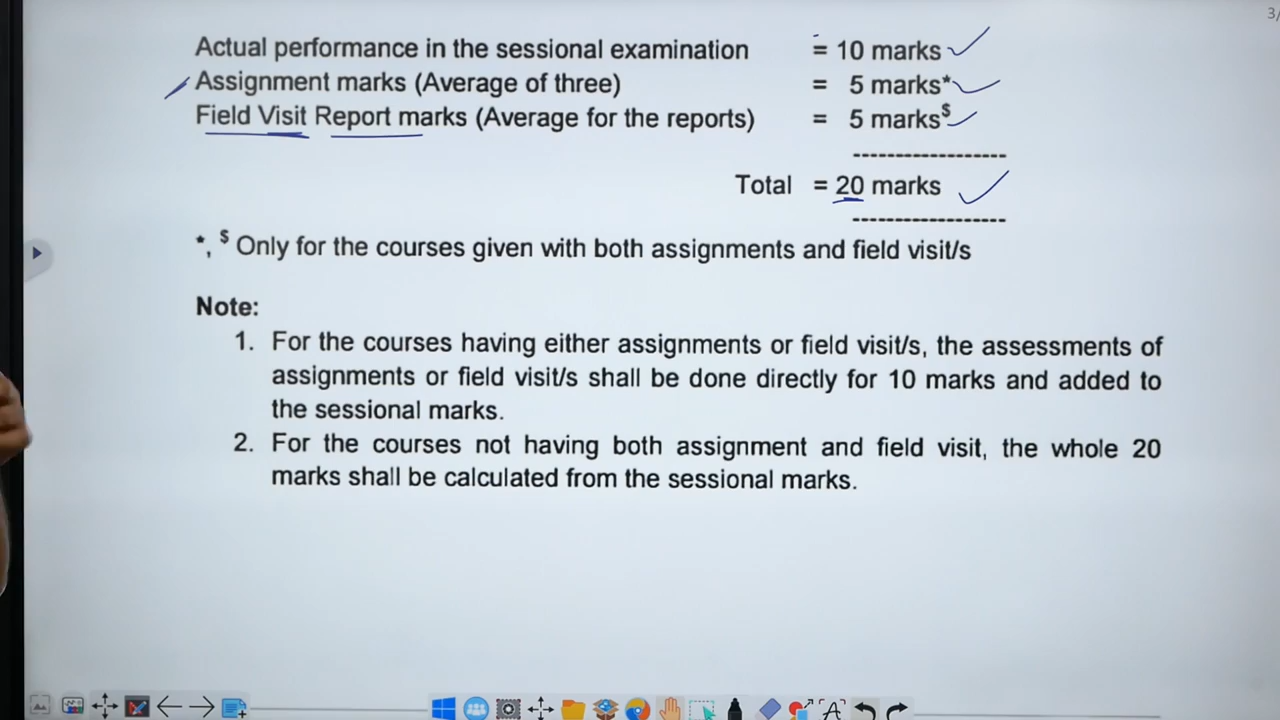 3/
Actual performance in the sessional examination = 10 marks
Assignment marks (Average of three) = 5 marks*
Field Visit Report marks (Average for the reports) = 5 marks$
-------------------
Total = 20 marks
-------------------
*, $ Only for the courses given with both assignments and field visit/s
Note:
1. For the courses having either assignments or field visit/s, the assessments of
assignments or field visit/s shall be done directly for 10 marks and added to
the sessional marks.
2. For the courses not having both assignment and field visit, the whole 20
marks shall be calculated from the sessional marks.